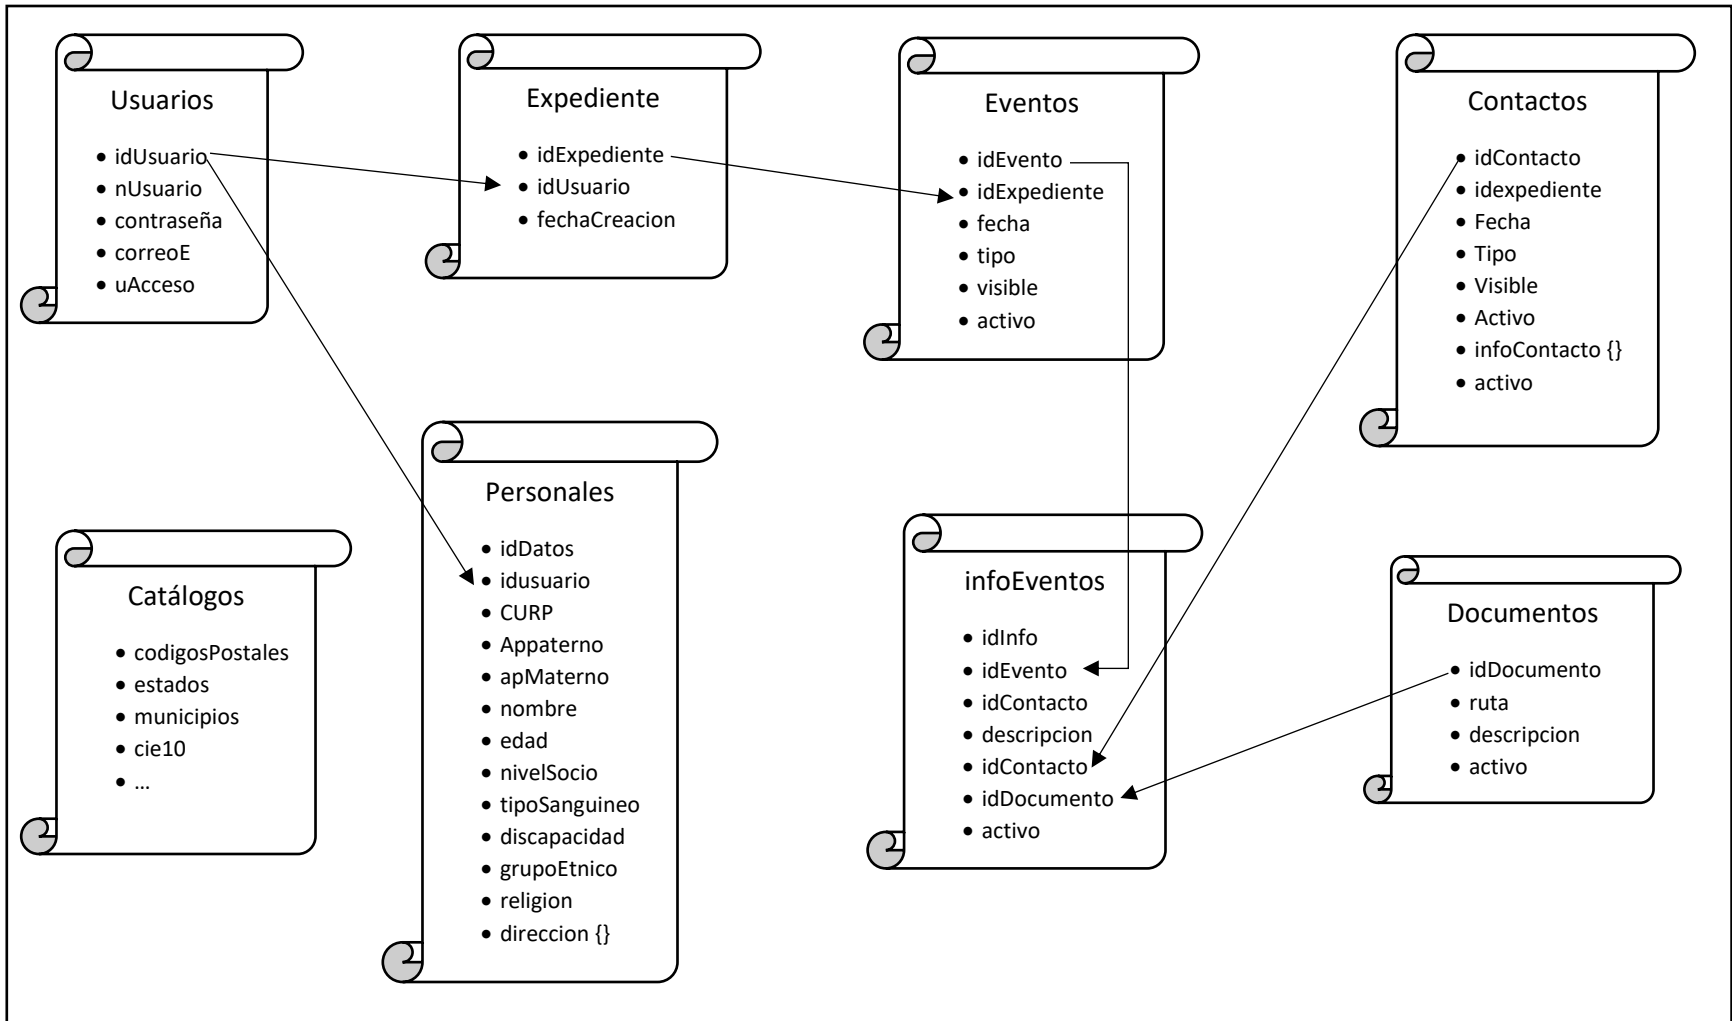 Usuarios
idUsuario
nUsuario
contraseña
correoE
uAcceso
Expediente
idExpediente
idUsuario
fechaCreacion
Eventos
idEvento
idExpediente
fecha
tipo
visible
activo
Contactos
idContacto
idexpediente
Fecha
Tipo
Visible
Activo
infoContacto {}
activo
Catálogos
codigosPostales
estados
municipios
cie10
...
Personales
idDatos
idusuario
CURP
Appaterno
apMaterno
nombre
edad
nivelSocio
tipoSanguineo
discapacidad
grupoEtnico
religion
direccion {}
infoEventos
idInfo
idEvento
idContacto
descripcion
idContacto
idDocumento
activo
Documentos
idDocumento
ruta
descripcion
activo